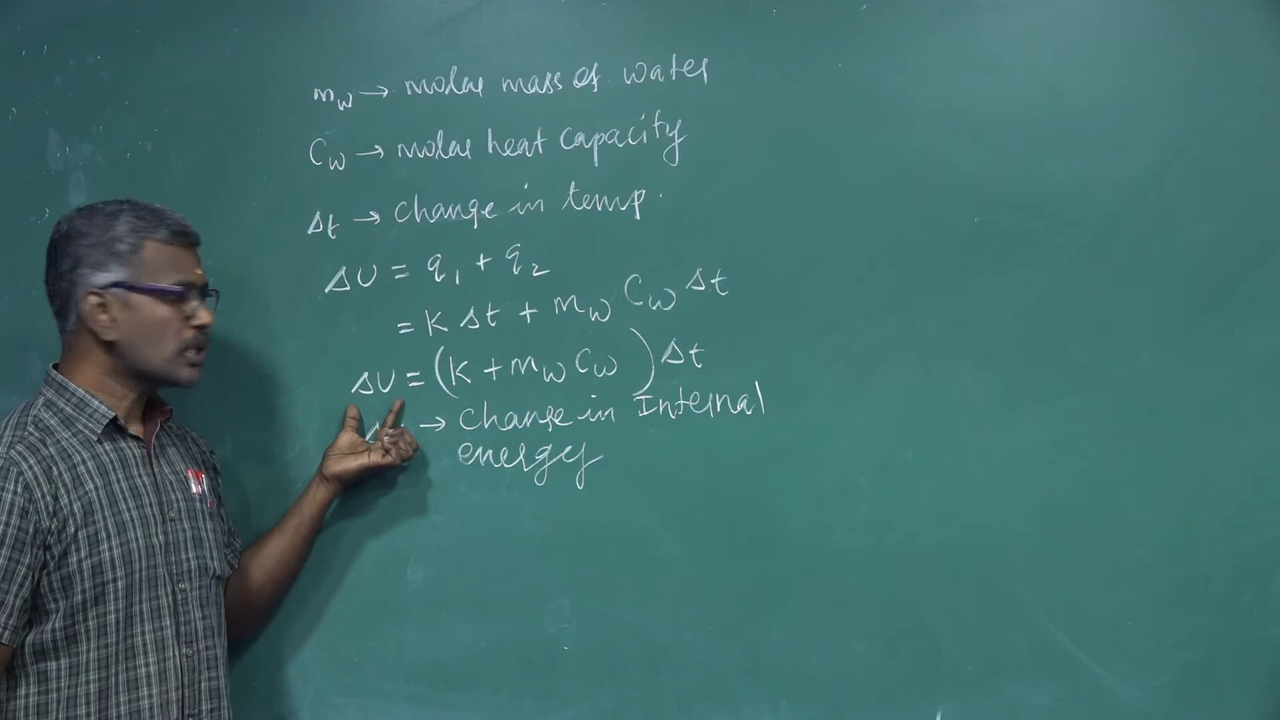 mw → molar mass of water
Cw → molar heat capacity
Δt → change in temp.
ΔU = q1 + q2
= K Δt + mw Cw Δt
ΔU = (K + mw Cw) Δt
→ change in Internal
energy